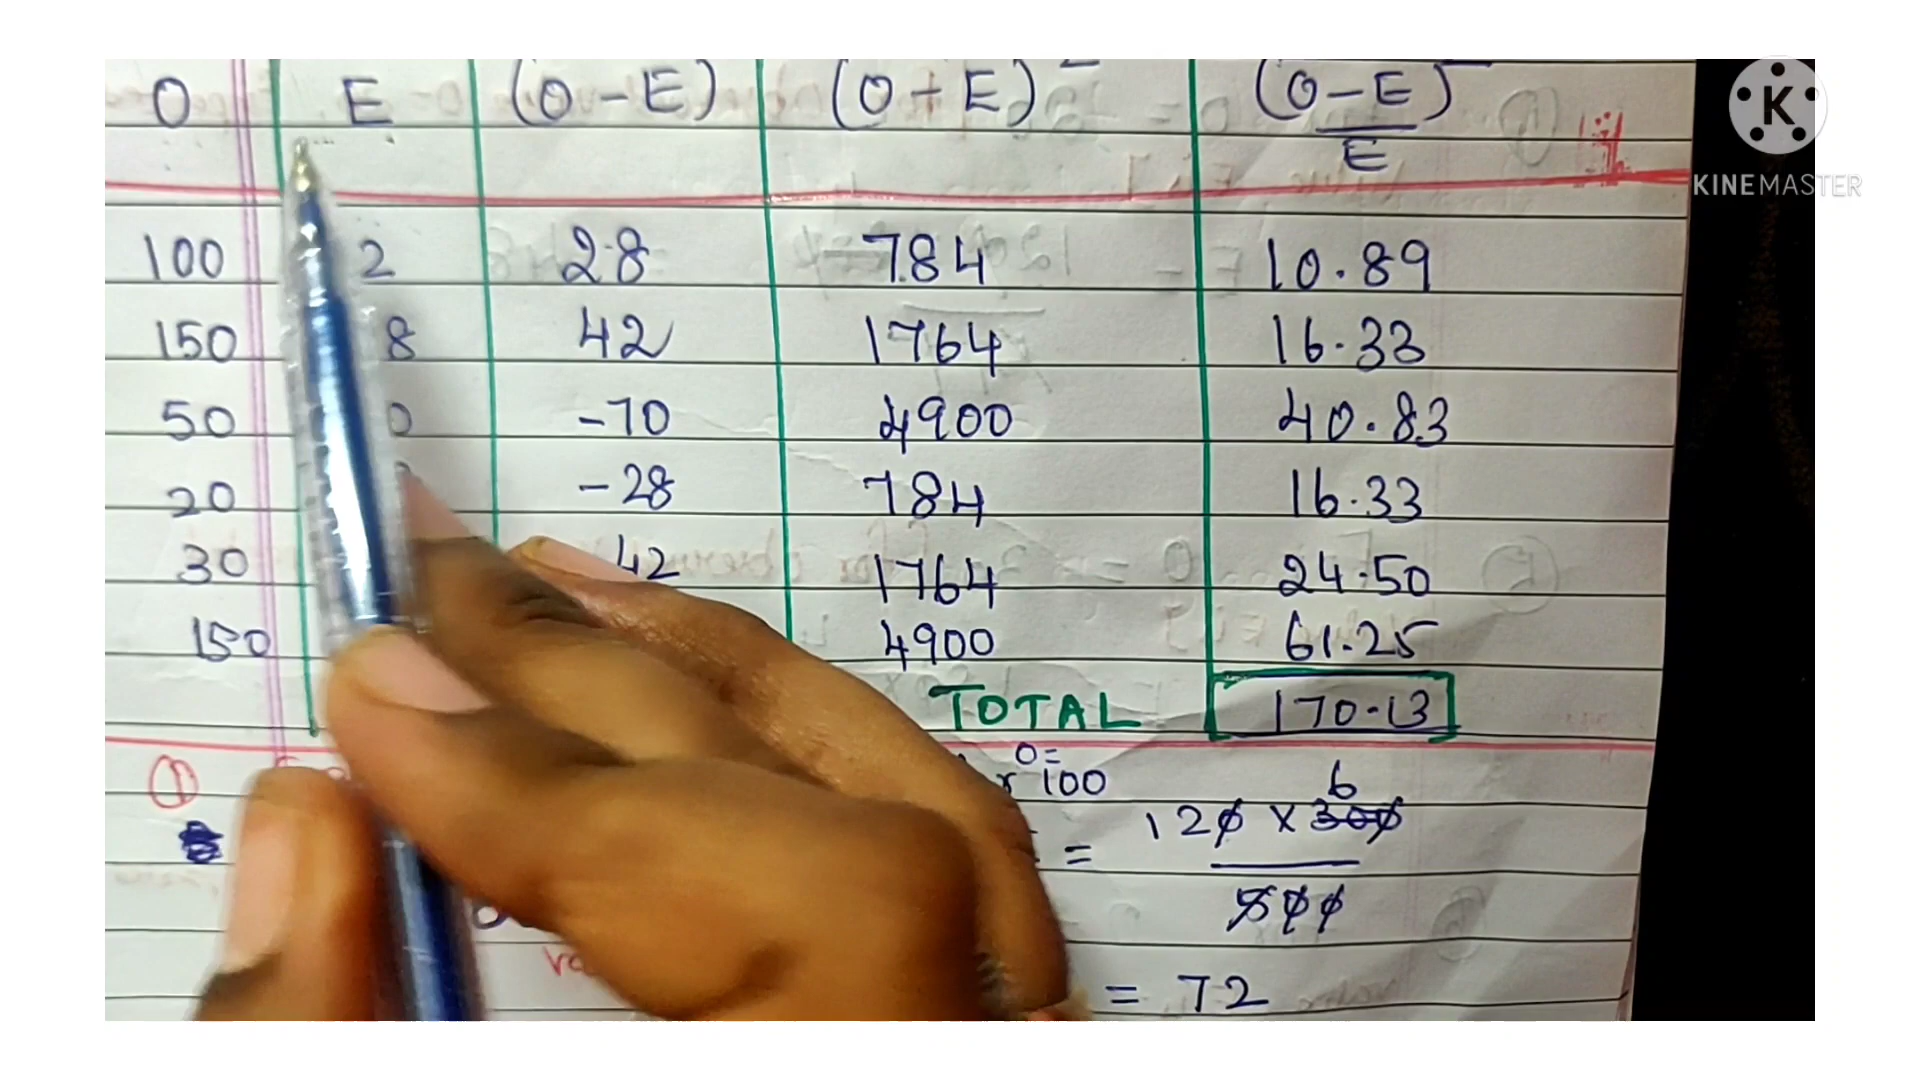 O E (O-E) (O-E)² (O-E)²
E
KINEMASTER
100 2 28 784 10.89
150 8 42 1764 16.33
50 0 -70 4900 40.83
20 -28 784 16.33
30 42 1764 24.50
150 4900 61.25
TOTAL 170.13
① O=
x 100 6
= 120 x 300
500
= 72